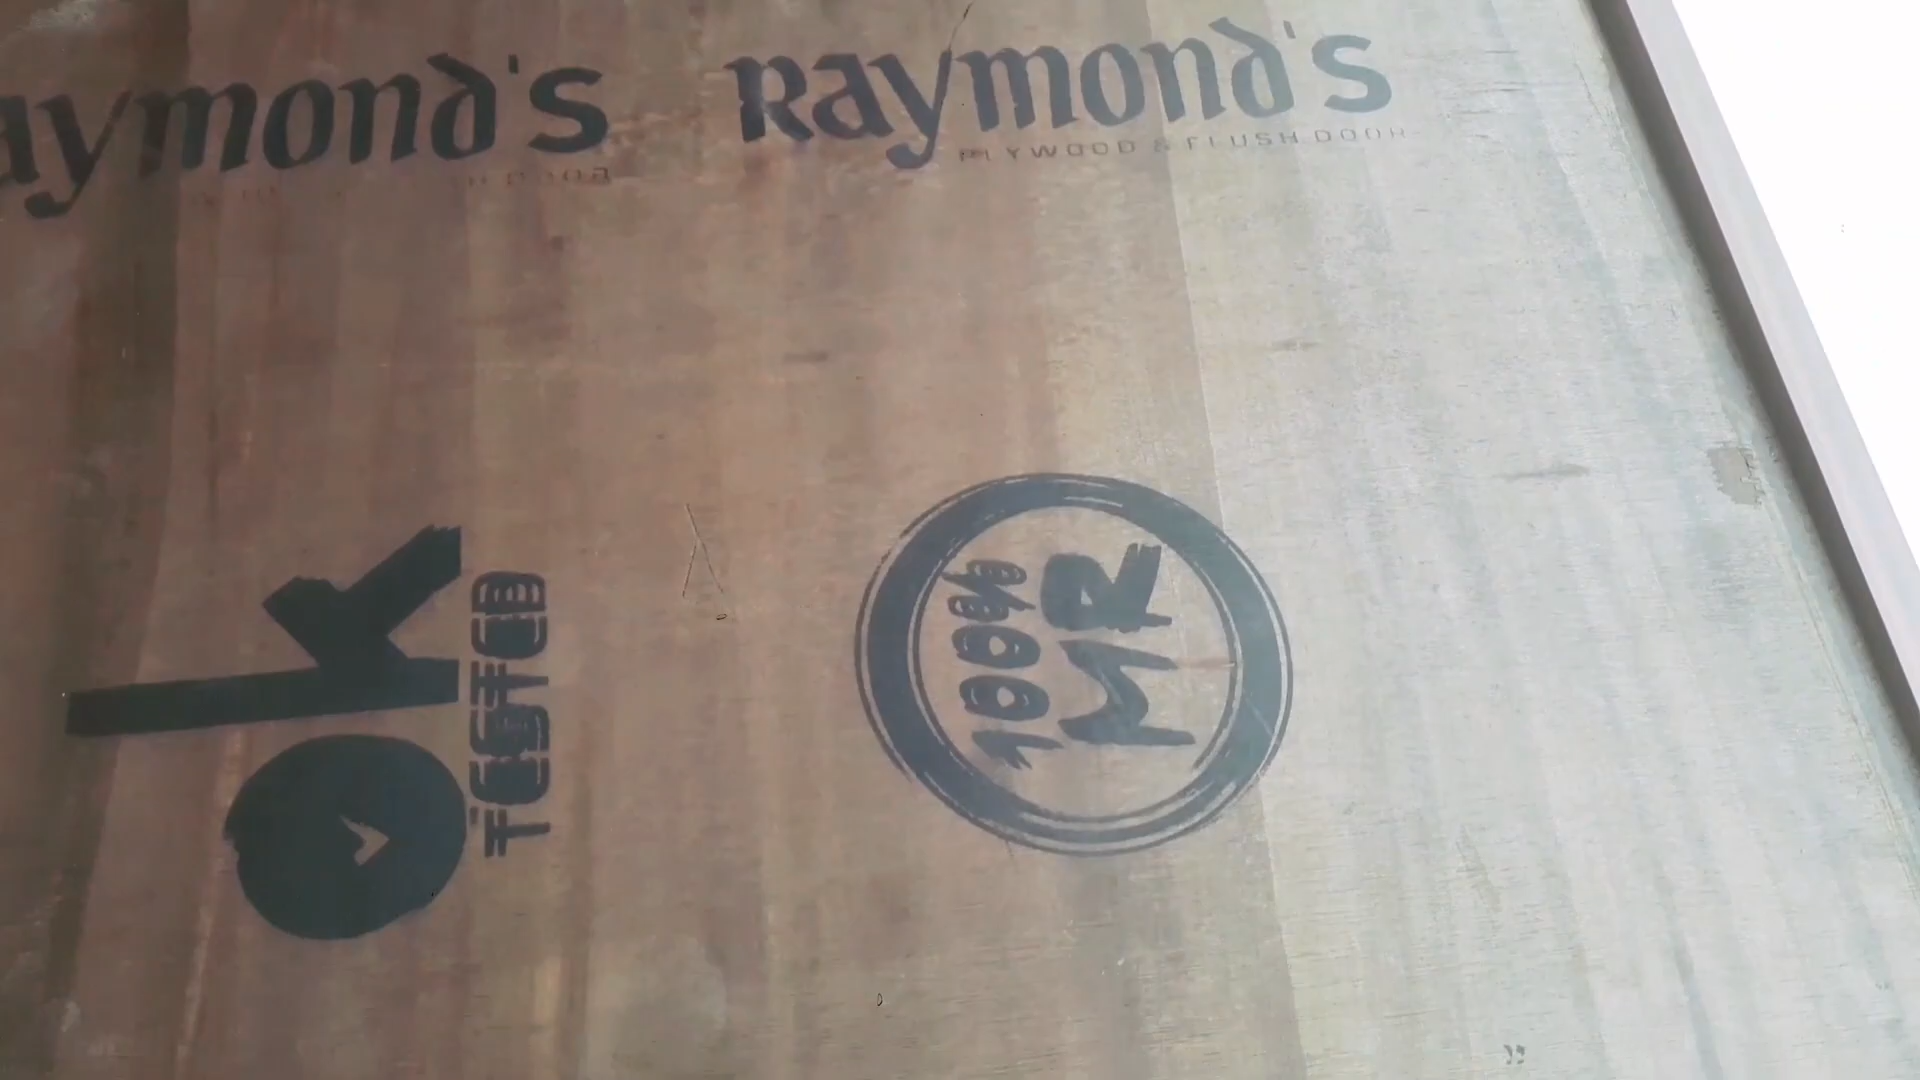 Raymond's
PLYWOOD & FLUSH DOOR
aymond's
ok
TESTED
100%
MR